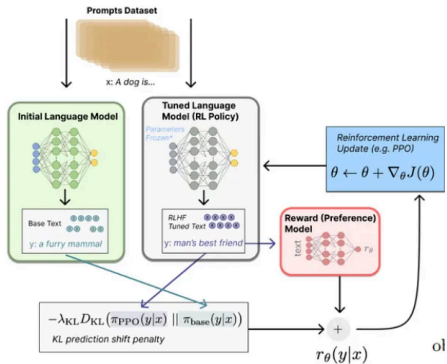 Prompts Dataset
x: A dog is...
Initial Language Model
Base Text
y: a furry mammal
Tuned Language
Model (RL Policy)
Parameters
Frozen*
RLHF
Tuned Text
y: man's best friend
Reinforcement Learning
Update (e.g. PPO)
θ ← θ + ∇θJ(θ)
Reward (Preference)
Model
text
rθ
−λKL DKL(πPPO(y|x) || πbase(y|x))
KL prediction shift penalty
+
rθ(y|x)